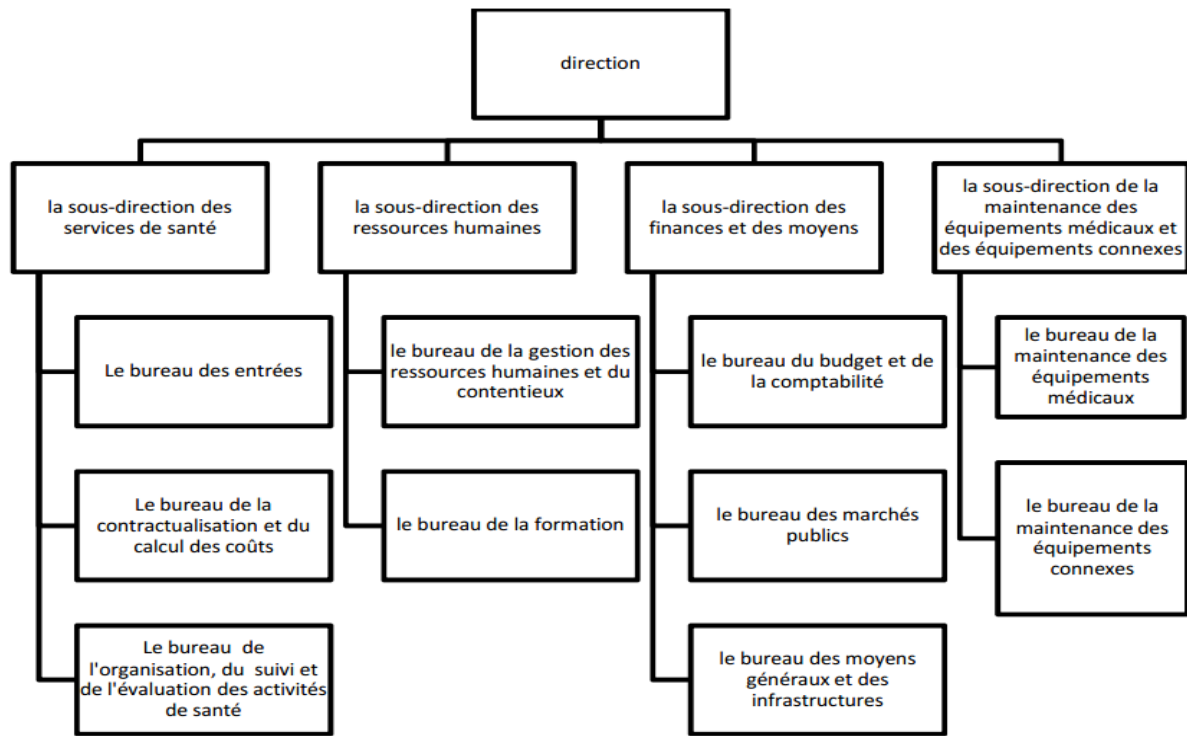 direction
la sous-direction des
services de santé
la sous-direction des
ressources humaines
la sous-direction des
finances et des moyens
la sous-direction de la
maintenance des
équipements médicaux et
des équipements connexes
Le bureau des entrées
Le bureau de la
contractualisation et du
calcul des coûts
Le bureau de
l'organisation, du suivi et
de l'évaluation des activités
de santé
le bureau de la gestion des
ressources humaines et du
contentieux
le bureau de la formation
le bureau du budget et de
la comptabilité
le bureau des marchés
publics
le bureau des moyens
généraux et des
infrastructures
le bureau de la
maintenance des
équipements
médicaux
le bureau de la
maintenance des
équipements
connexes